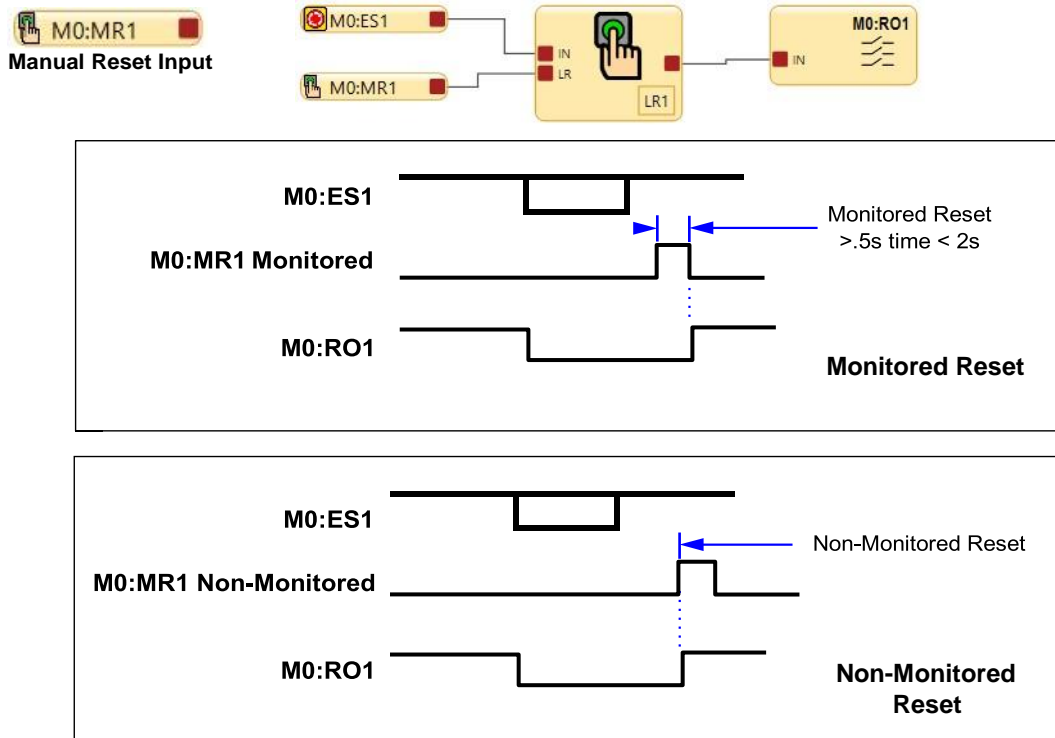 M0:MR1
Manual Reset Input
M0:ES1
M0:MR1
IN
LR
LR1
M0:RO1
IN
M0:ES1
M0:MR1 Monitored
M0:RO1
Monitored Reset
>.5s time < 2s
Monitored Reset
M0:ES1
M0:MR1 Non-Monitored
M0:RO1
Non-Monitored Reset
Non-Monitored
Reset